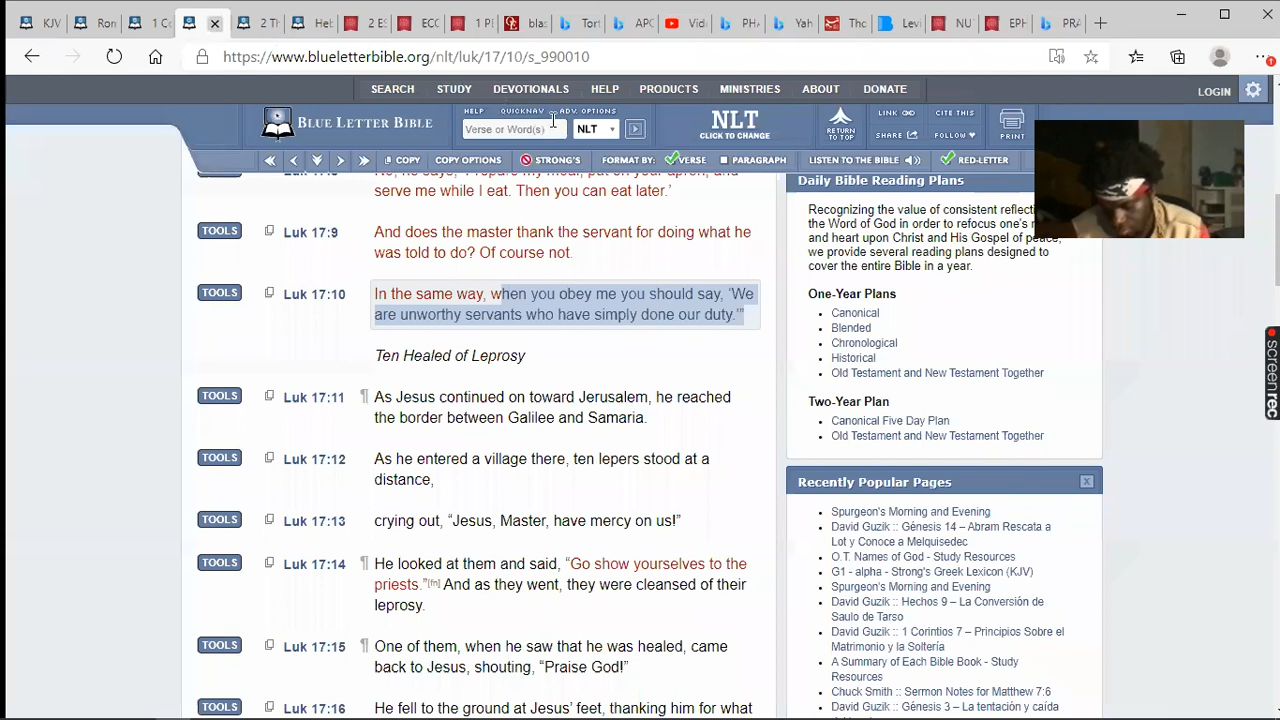 KJV
Rom
1 Co
2 Th
Heb
2 ES
ECC
1 P
blas
Tort
APO
Vid
PHA
Yah
Tho
Levi
NU
EPH
PRA
https://www.blueletterbible.org/nlt/luk/17/10/s_990010
SEARCH STUDY DEVOTIONALS HELP PRODUCTS MINISTRIES ABOUT DONATE LOGIN
BLUE LETTER BIBLE
HELP QUICKNAV ADV. OPTIONS
Verse or Word(s) NLT
NLT
CLICK TO CHANGE
RETURN
TO TOP
LINK
SHARE
FOLLOW
PRINT
COPY COPY OPTIONS STRONG'S FORMAT BY: VERSE PARAGRAPH LISTEN TO THE BIBLE RED-LETTER
serve me while I eat. Then you can eat later.’
TOOLS Luk 17:9 And does the master thank the servant for doing what he
was told to do? Of course not.
TOOLS Luk 17:10 In the same way, when you obey me you should say, ‘We
are unworthy servants who have simply done our duty.’”
Ten Healed of Leprosy
TOOLS Luk 17:11 ¶ As Jesus continued on toward Jerusalem, he reached
the border between Galilee and Samaria.
TOOLS Luk 17:12 As he entered a village there, ten lepers stood at a
distance,
TOOLS Luk 17:13 crying out, “Jesus, Master, have mercy on us!”
TOOLS Luk 17:14 ¶ He looked at them and said, “Go show yourselves to the
priests.”[fn] And as they went, they were cleansed of their
leprosy.
TOOLS Luk 17:15 ¶ One of them, when he saw that he was healed, came
back to Jesus, shouting, “Praise God!”
TOOLS Luk 17:16 He fell to the ground at Jesus’ feet, thanking him for what
Daily Bible Reading Plans
Recognizing the value of consistent reflecti
the Word of God in order to refocus one's m
and heart upon Christ and His Gospel of peace,
we provide several reading plans designed to
cover the entire Bible in a year.
One-Year Plans
Canonical
Blended
Chronological
Historical
Old Testament and New Testament Together
Two-Year Plan
Canonical Five Day Plan
Old Testament and New Testament Together
Recently Popular Pages x
Spurgeon's Morning and Evening
David Guzik :: Génesis 14 – Abram Rescata a
Lot y Conoce a Melquisedec
O.T. Names of God - Study Resources
G1 - alpha - Strong's Greek Lexicon (KJV)
Spurgeon's Morning and Evening
David Guzik :: Hechos 9 – La Conversión de
Saulo de Tarso
David Guzik :: 1 Corintios 7 – Principios Sobre el
Matrimonio y la Soltería
A Summary of Each Bible Book - Study
Resources
Chuck Smith :: Sermon Notes for Matthew 7:6
David Guzik :: Génesis 3 – La tentación y caída
screenrec